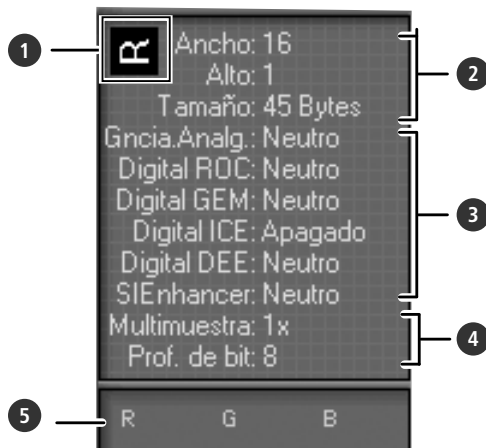 1
R
Ancho: 16
2
Alto: 1
Tamaño: 45 Bytes
Gncia.Analg.: Neutro
Digital ROC: Neutro
Digital GEM: Neutro
3
Digital ICE: Apagado
Digital DEE: Neutro
SIEnhancer: Neutro
Multimuestra: 1x
4
Prof. de bit: 8
5
R G B